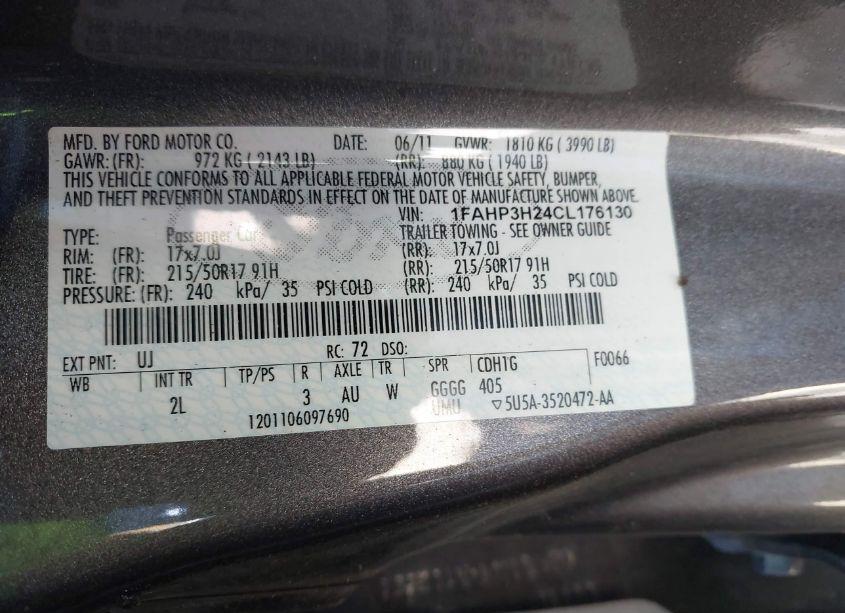 MFD. BY FORD MOTOR CO. DATE: 06/11 GVWR: 1810 KG ( 3990 LB)
GAWR:(FR): 972 KG ( 2143 LB) (RR): 880 KG ( 1940 LB)
THIS VEHICLE CONFORMS TO ALL APPLICABLE FEDERAL MOTOR VEHICLE SAFETY, BUMPER,
AND THEFT PREVENTION STANDARDS IN EFFECT ON THE DATE OF MANUFACTURE SHOWN ABOVE.
VIN: 1FAHP3H24CL176130
TYPE: Passenger Car TRAILER TOWING - SEE OWNER GUIDE
RIM: (FR): 17x7.0J (RR): 17x7.0J
TIRE: (FR): 215/50R17 91H (RR): 215/50R17 91H
PRESSURE: (FR): 240 kPa/ 35 PSI COLD (RR): 240 kPa/ 35 PSI COLD
EXT PNT: UJ RC: 72 DSO: F0066
WB INT TR TP/PS R AXLE TR SPR CDHTG
2L 3 AU W GGGG 405
1201106097690 UMU ▽5U5A-3520472-AA